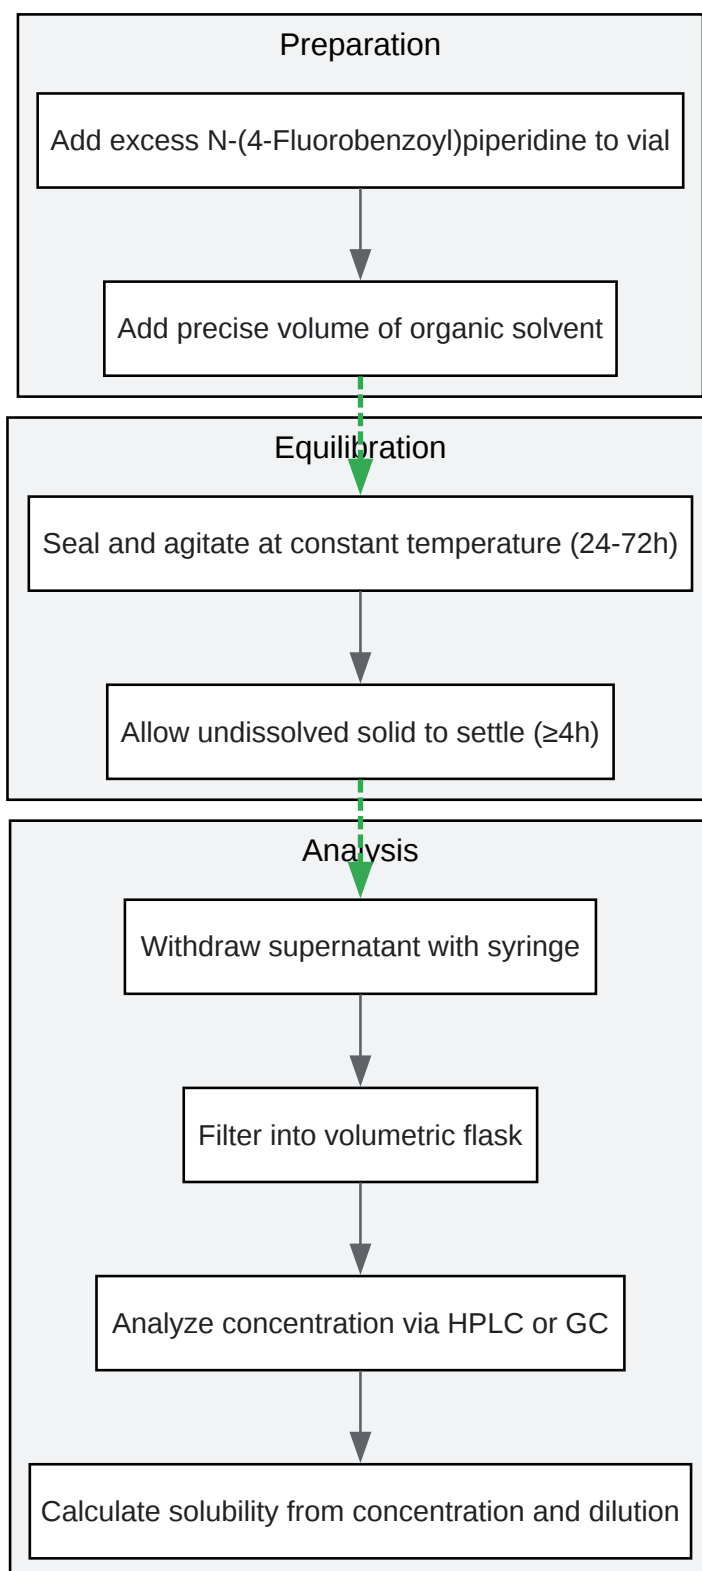 Preparation
Add excess N-(4-Fluorobenzoyl)piperidine to vial
Add precise volume of organic solvent
Equilibration
Seal and agitate at constant temperature (24-72h)
Allow undissolved solid to settle (≥4h)
Analysis
Withdraw supernatant with syringe
Filter into volumetric flask
Analyze concentration via HPLC or GC
Calculate solubility from concentration and dilution